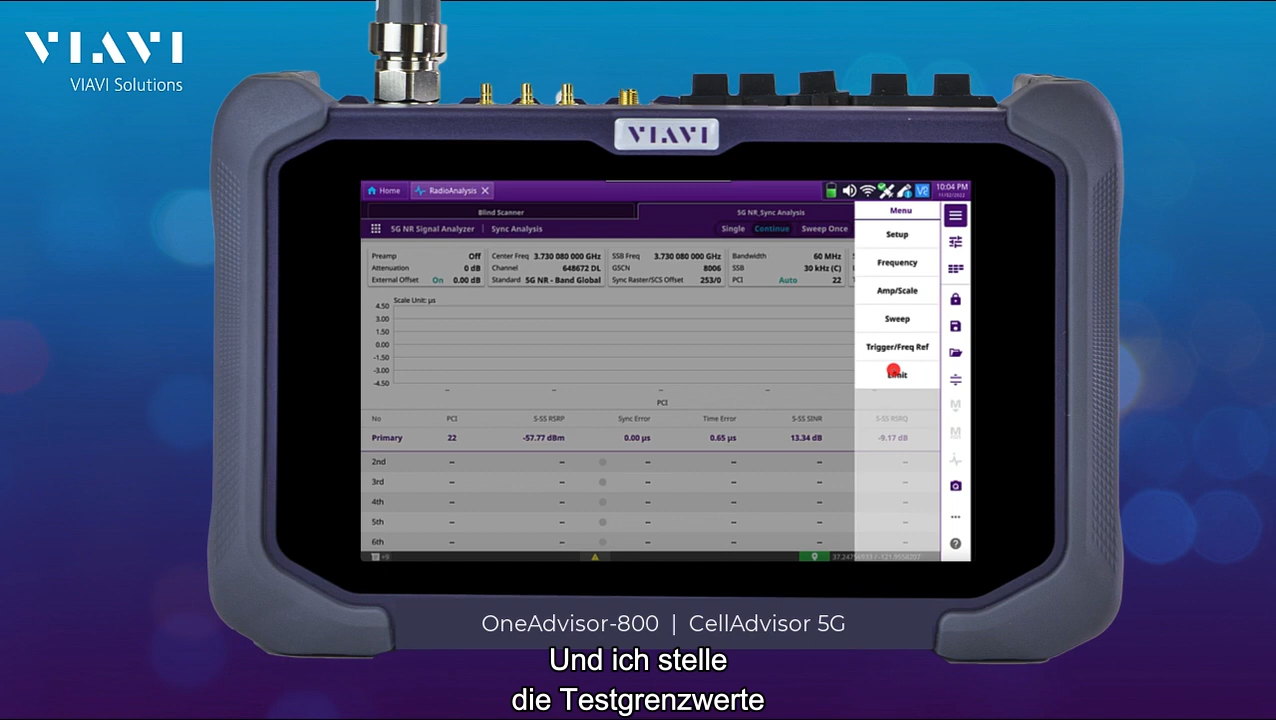 VIAVI
VIAVI Solutions
VIAVI
Home
RadioAnalysis
10:04 PM
11/02/2022
Blind Scanner
5G NR_Sync Analysis
5G NR Signal Analyzer | Sync Analysis
Single Continue Sweep Once
Preamp Off
Attenuation 0 dB
External Offset On 0.00 dB
Center Freq 3.730 080 000 GHz
Channel 648672 DL
Standard 5G NR - Band Global
SSB Freq 3.730 080 000 GHz
GSCN 8006
Sync Raster/SCS Offset 253/0
Bandwidth 60 MHz
SSB 30 kHz (C)
PCI Auto 22
Scale Unit: µs
4.50
3.00
1.50
0.00
-1.50
-3.00
-4.50
-- -- -- --
PCI
No PCI S-SS RSRP Sync Error Time Error S-SS SINR S-SS RSRQ
Primary 22 -57.77 dBm 0.00 µs 0.65 µs 13.34 dB -9.17 dB
2nd -- -- -- -- -- --
3rd -- -- -- -- -- --
4th -- -- -- -- -- --
5th -- -- -- -- -- --
6th -- -- -- -- -- --
Menu
Setup
Frequency
Amp/Scale
Sweep
Trigger/Freq Ref
Limit
OneAdvisor-800 | CellAdvisor 5G
Und ich stelle
die Testgrenzwerte